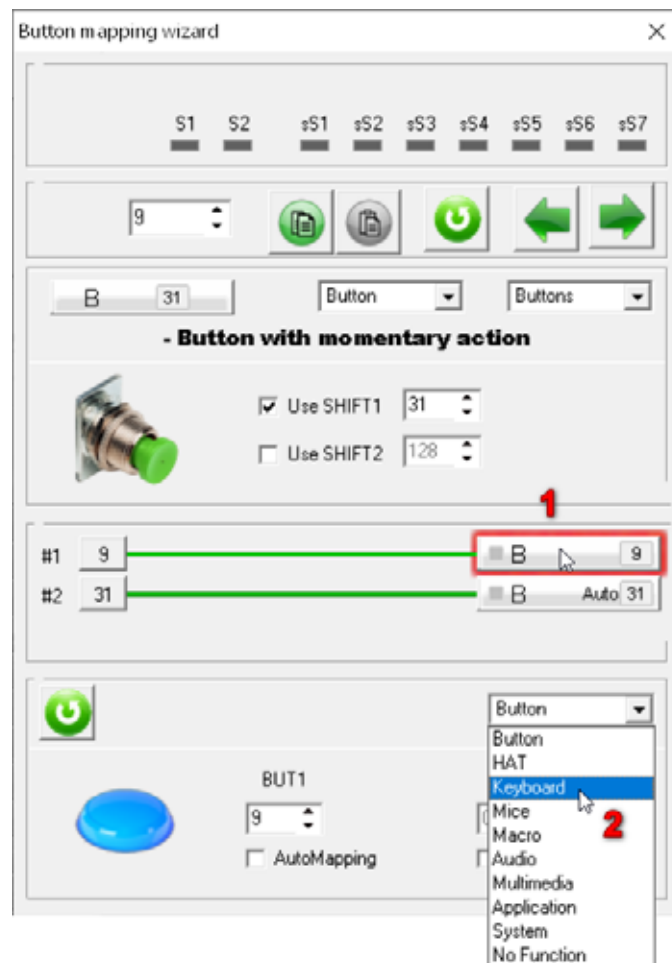 Button mapping wizard
S1 S2 sS1 sS2 sS3 sS4 sS5 sS6 sS7
9
B 31 Button Buttons
- Button with momentary action
Use SHIFT1 31
Use SHIFT2 128
1
#1 9 B 9
#2 31 B Auto 31
Button
Button
HAT
BUT1
Keyboard
9 Mice
2
Macro
AutoMapping Audio
Multimedia
Application
System
No Function